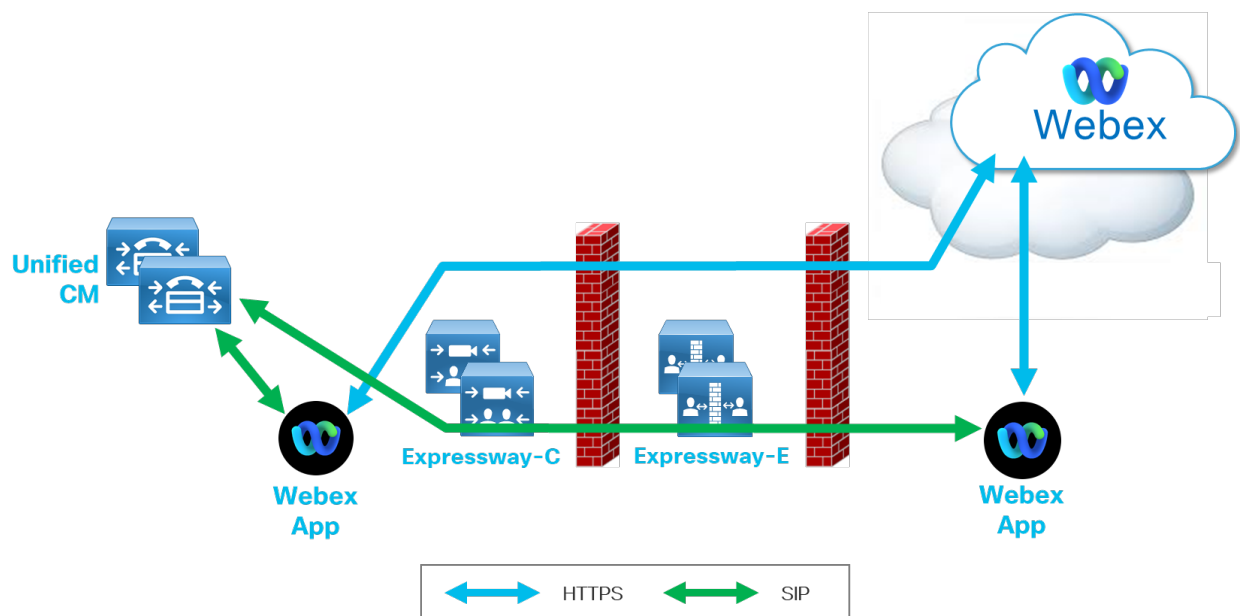 Webex
Unified
CM
Expressway-C
Expressway-E
Webex
App
Webex
App
HTTPS
SIP